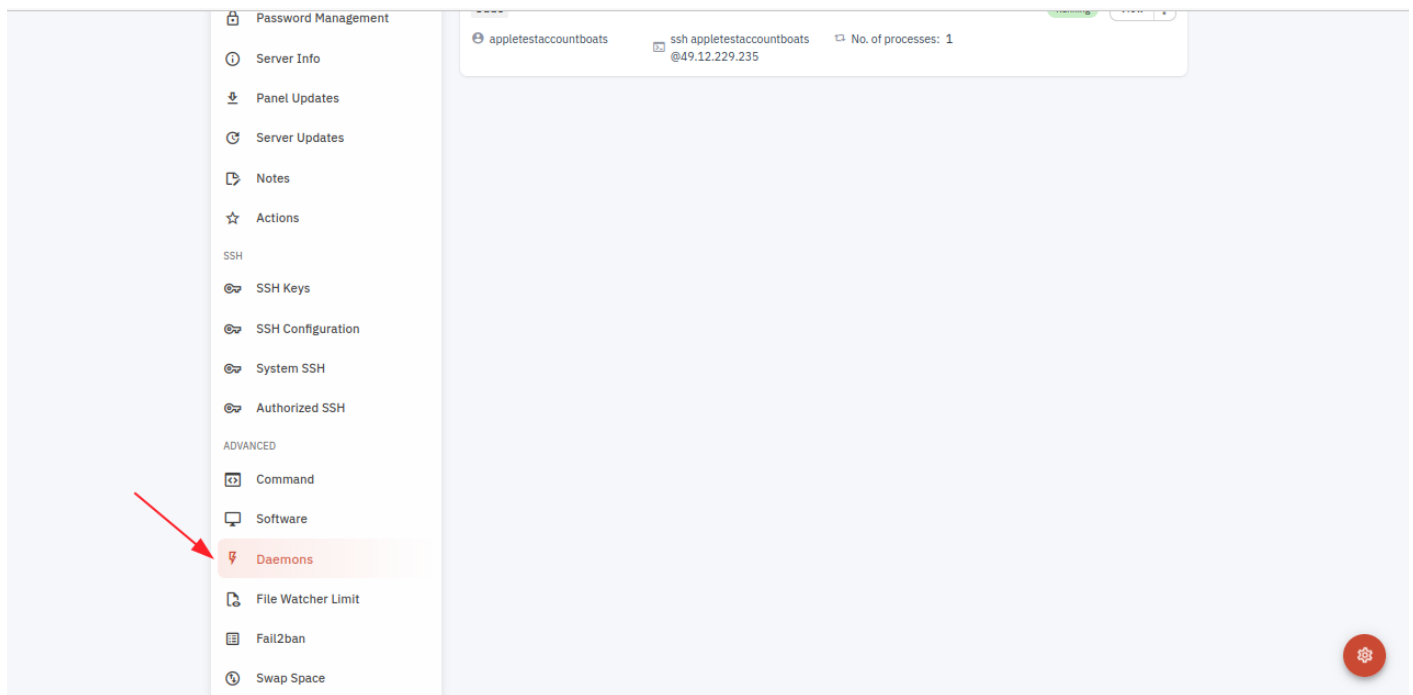 Password Management
Server Info
Panel Updates
Server Updates
Notes
Actions
SSH
SSH Keys
SSH Configuration
System SSH
Authorized SSH
ADVANCED
Command
Software
Daemons
File Watcher Limit
Fail2ban
Swap Space
appletestaccountboats
ssh appletestaccountboats
@49.12.229.235
No. of processes: 1